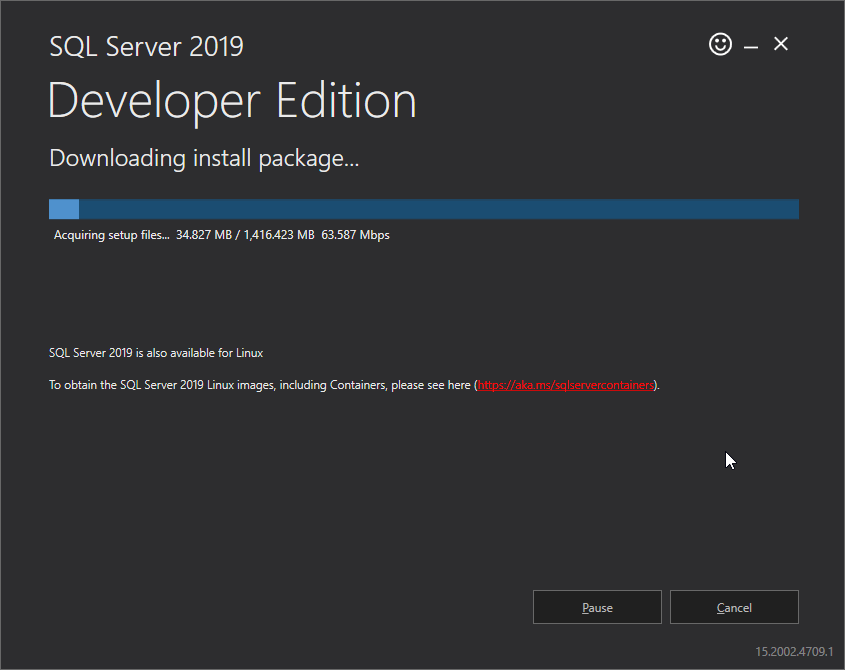 SQL Server 2019
Developer Edition
Downloading install package...
Acquiring setup files... 34.827 MB / 1,416.423 MB 63.587 Mbps
SQL Server 2019 is also available for Linux
To obtain the SQL Server 2019 Linux images, including Containers, please see here (https://aka.ms/sqlservercontainers).
Pause Cancel
15.2002.4709.1